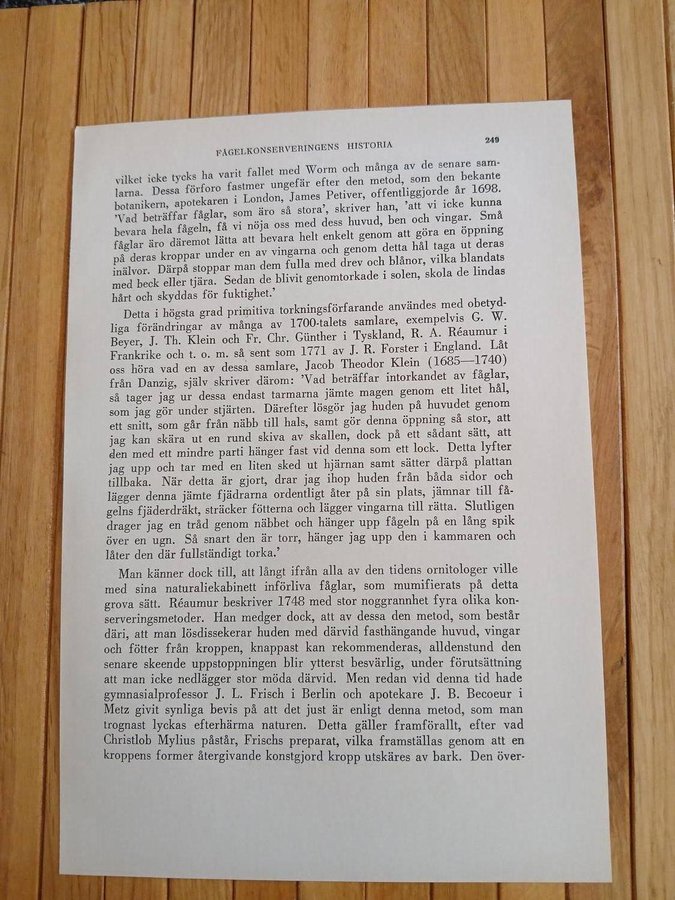 FÅGELKONSERVERINGENS HISTORIA 249
vilket icke tycks ha varit fallet med Worm och många av de senare sam-
larna. Dessa förforo fastmer ungefär efter den metod, som den bekante
botanikern, apotekaren i London, James Petiver, offentliggjorde år 1698.
'Vad beträffar fåglar, som äro så stora', skriver han, 'att vi icke kunna
bevara hela fågeln, få vi nöja oss med dess huvud, ben och vingar. Små
fåglar äro däremot lätta att bevara helt enkelt genom att göra en öppning
på deras kroppar under en av vingarna och genom detta hål taga ut deras
inälvor. Därpå stoppar man dem fulla med drev och blånor, vilka blandats
med beck eller tjära. Sedan de blivit genomtorkade i solen, skola de lindas
hårt och skyddas för fuktighet.'
Detta i högsta grad primitiva torkningsförfarande användes med obetyd-
liga förändringar av många av 1700-talets samlare, exempelvis G. W.
Beyer, J. Th. Klein och Fr. Chr. Günther i Tyskland, R. A. Réaumur i
Frankrike och t. o. m. så sent som 1771 av J. R. Forster i England. Låt
oss höra vad en av dessa samlare, Jacob Theodor Klein (1685—1740)
från Danzig, själv skriver därom: 'Vad beträffar intorkandet av fåglar,
så tager jag ur dessa endast tarmarna jämte magen genom ett litet hål,
som jag gör under stjärten. Därefter lösgör jag huden på huvudet genom
ett snitt, som går från näbb till hals, samt gör denna öppning så stor, att
jag kan skära ut en rund skiva av skallen, dock på ett sådant sätt, att
den med ett mindre parti hänger fast vid denna som ett lock. Detta lyfter
jag upp och tar med en liten sked ut hjärnan samt sätter därpå plattan
tillbaka. När detta är gjort, drar jag ihop huden från båda sidor och
lägger denna jämte fjädrarna ordentligt åter på sin plats, jämnar till få-
gelns fjäderdräkt, sträcker fötterna och lägger vingarna till rätta. Slutligen
drager jag en tråd genom näbbet och hänger upp fågeln på en lång spik
över en ugn. Så snart den är torr, hänger jag upp den i kammaren och
låter den där fullständigt torka.'
Man känner dock till, att långt ifrån alla av den tidens ornitologer ville
med sina naturaliekabinett införliva fåglar, som mumifierats på detta
grova sätt. Réaumur beskriver 1748 med stor noggrannhet fyra olika kon-
serveringsmetoder. Han medger dock, att av dessa den metod, som består
däri, att man lösdissekerar huden med därvid fasthängande huvud, vingar
och fötter från kroppen, knappast kan rekommenderas, alldenstund den
senare skeende uppstoppningen blir ytterst besvärlig, under förutsättning
att man icke nedlägger stor möda därvid. Men redan vid denna tid hade
gymnasialprofessor J. L. Frisch i Berlin och apotekare J. B. Becoeur i
Metz givit synliga bevis på att det just är enligt denna metod, som man
trognast lyckas efterhärma naturen. Detta gäller framförallt, efter vad
Christlob Mylius påstår, Frischs preparat, vilka framställas genom att en
kroppens former återgivande konstgjord kropp utskäres av bark. Den över-